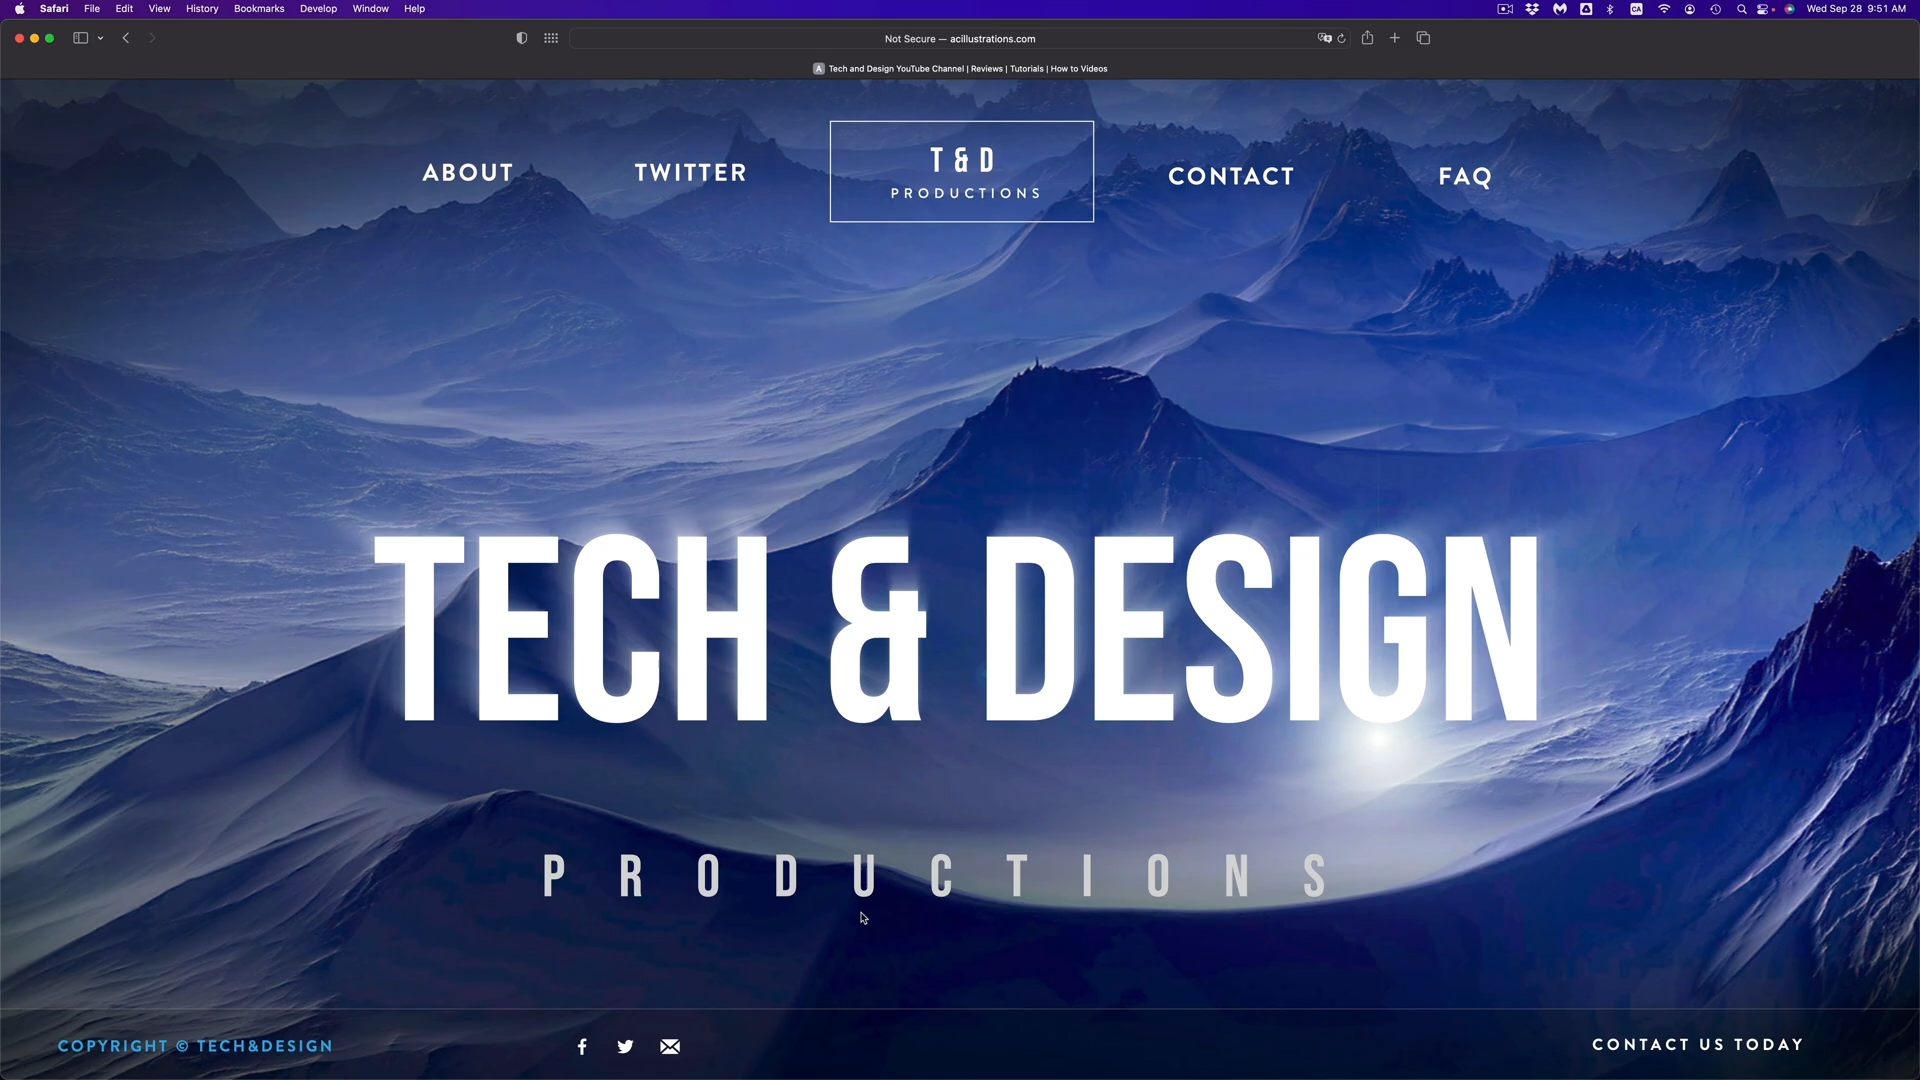 Safari File Edit View History Bookmarks Develop Window Help
CA
Wed Sep 28 9:51 AM
Not Secure — acillustrations.com
A Tech and Design YouTube Channel | Reviews | Tutorials | How to Videos
ABOUT
TWITTER
T & D
PRODUCTIONS
CONTACT
FAQ
TECH & DESIGN
PRODUCTIONS
COPYRIGHT © TECH&DESIGN
CONTACT US TODAY